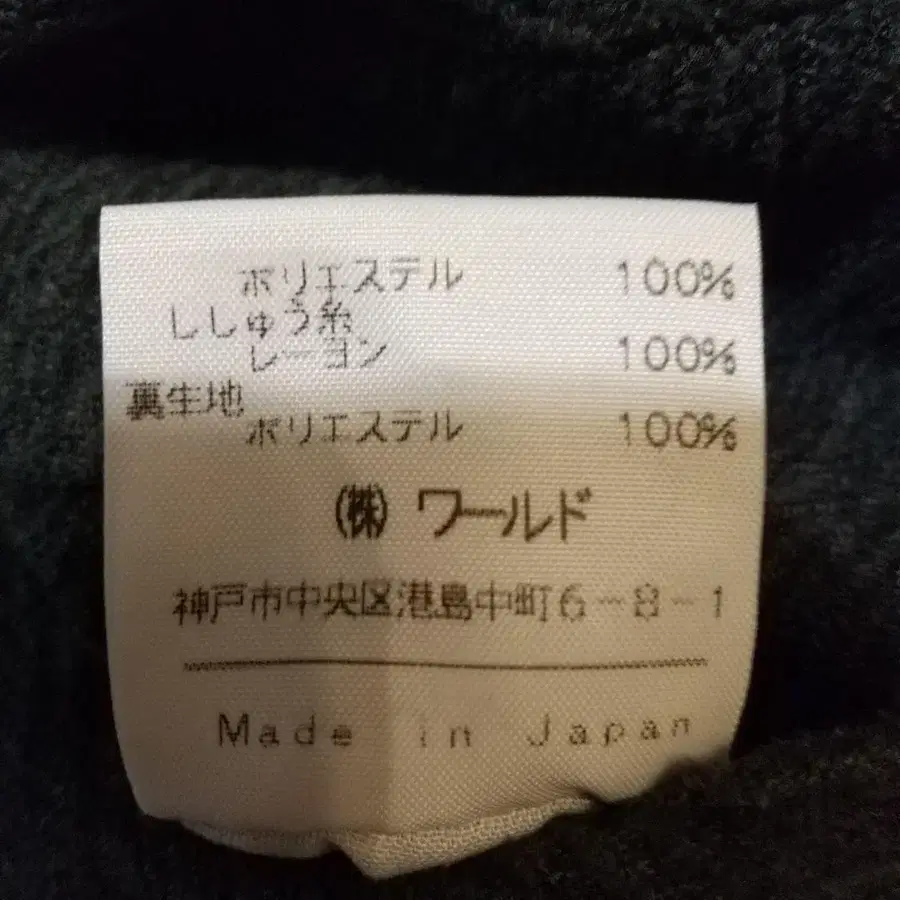 ポリエステル 100%
ししゅう糸
レーヨン 100%
裏生地
ポリエステル 100%
㈱ ワールド
神戸市中央区港島中町6-8-1
Made in Japan